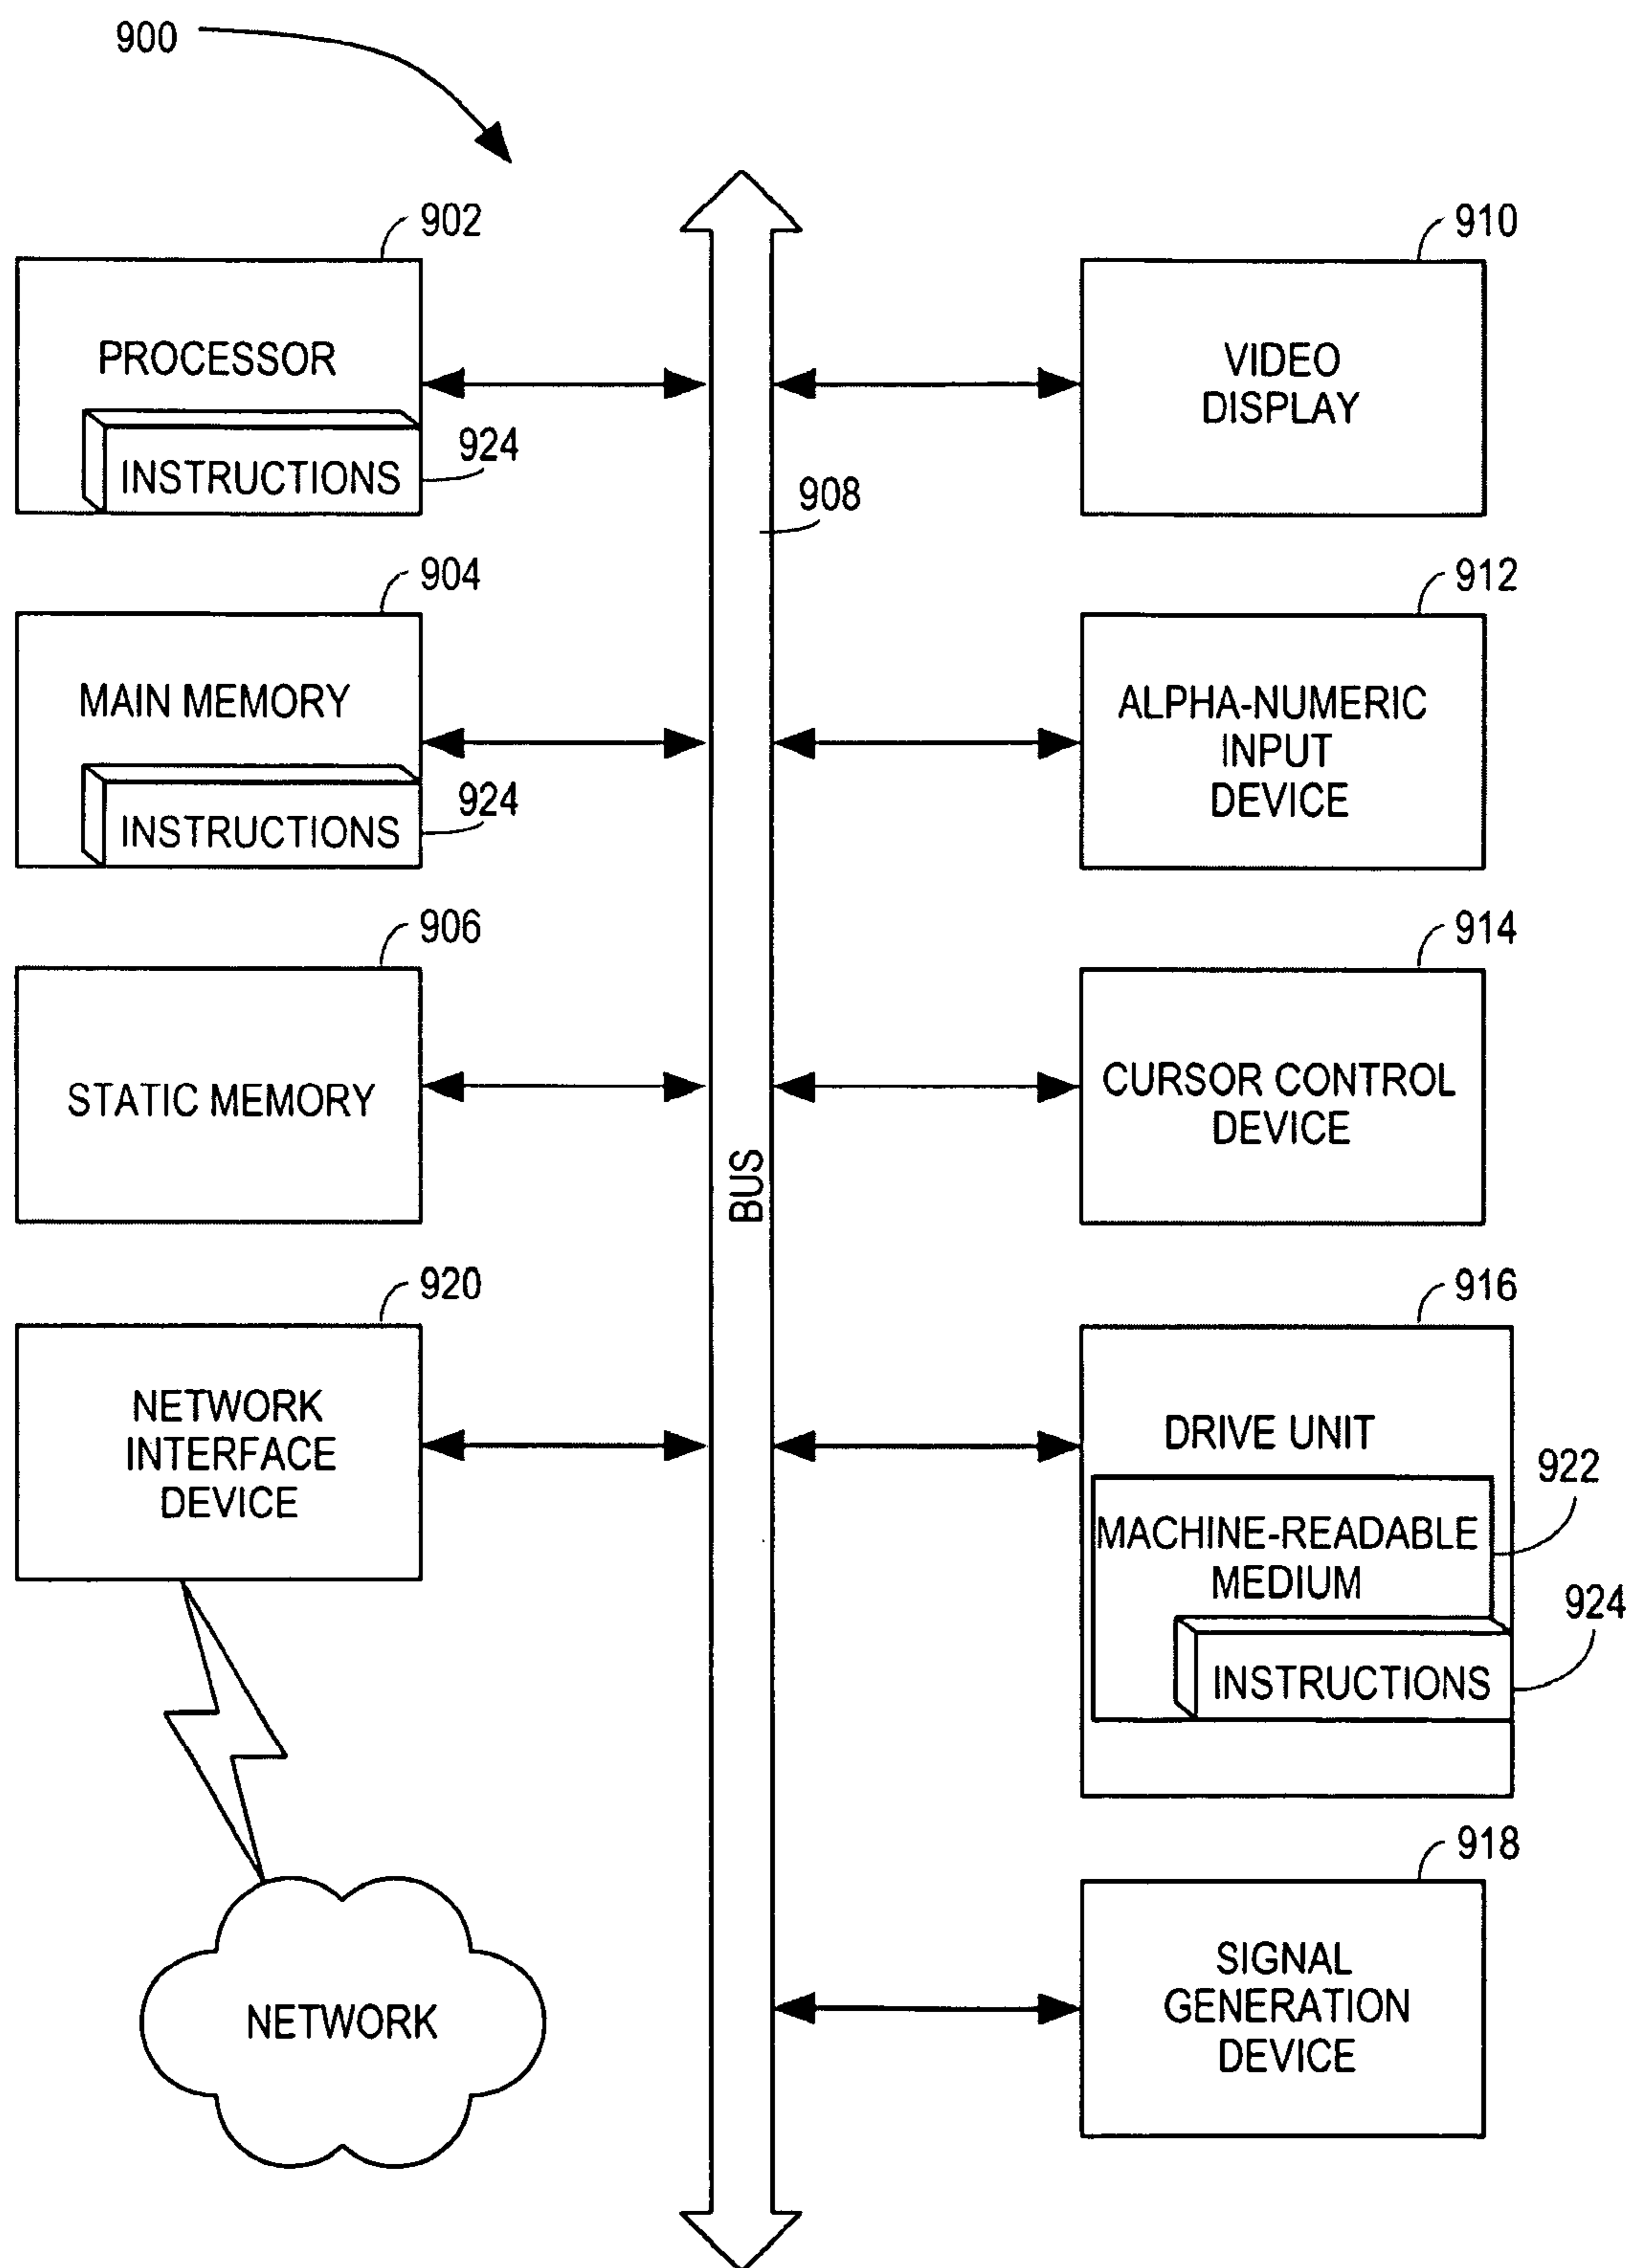 900
902
PROCESSOR
924
INSTRUCTIONS
904
MAIN MEMORY
924
INSTRUCTIONS
906
STATIC MEMORY
920
NETWORK
INTERFACE
DEVICE
NETWORK
908
BUS
910
VIDEO
DISPLAY
912
ALPHA-NUMERIC
INPUT
DEVICE
914
CURSOR CONTROL
DEVICE
916
DRIVE UNIT
922
MACHINE-READABLE
MEDIUM
924
INSTRUCTIONS
918
SIGNAL
GENERATION
DEVICE